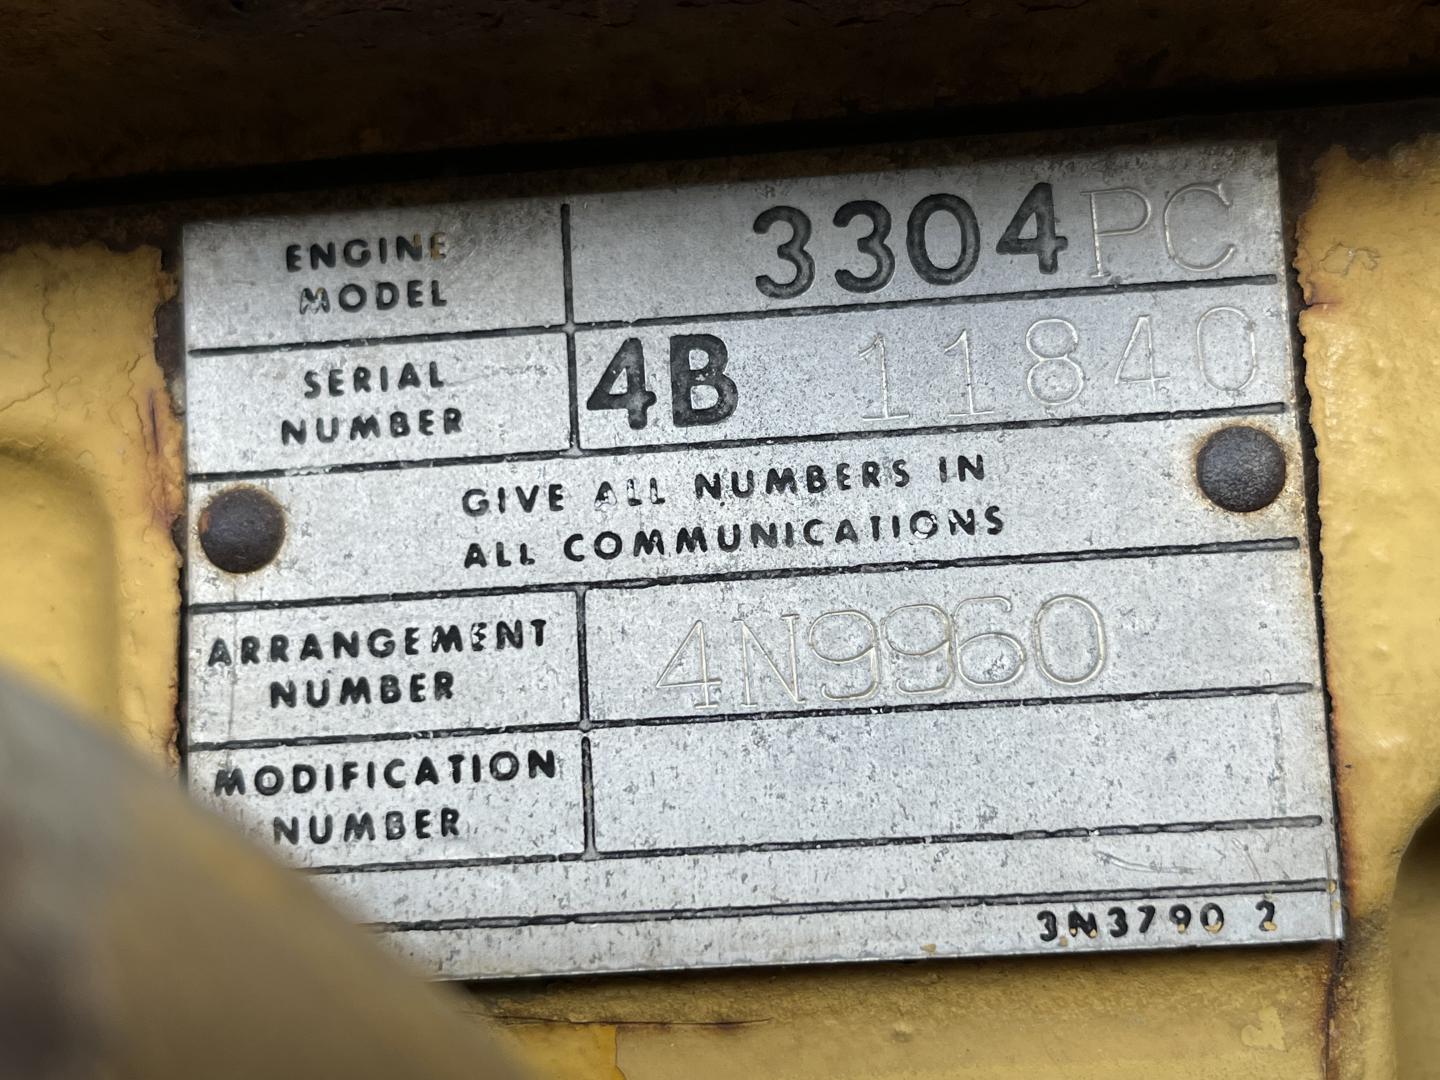 ENGINE MODEL 3304PC
SERIAL NUMBER 4B 11840
GIVE ALL NUMBERS IN
ALL COMMUNICATIONS
ARRANGEMENT NUMBER 4N9960
MODIFICATION NUMBER
3N3790 2